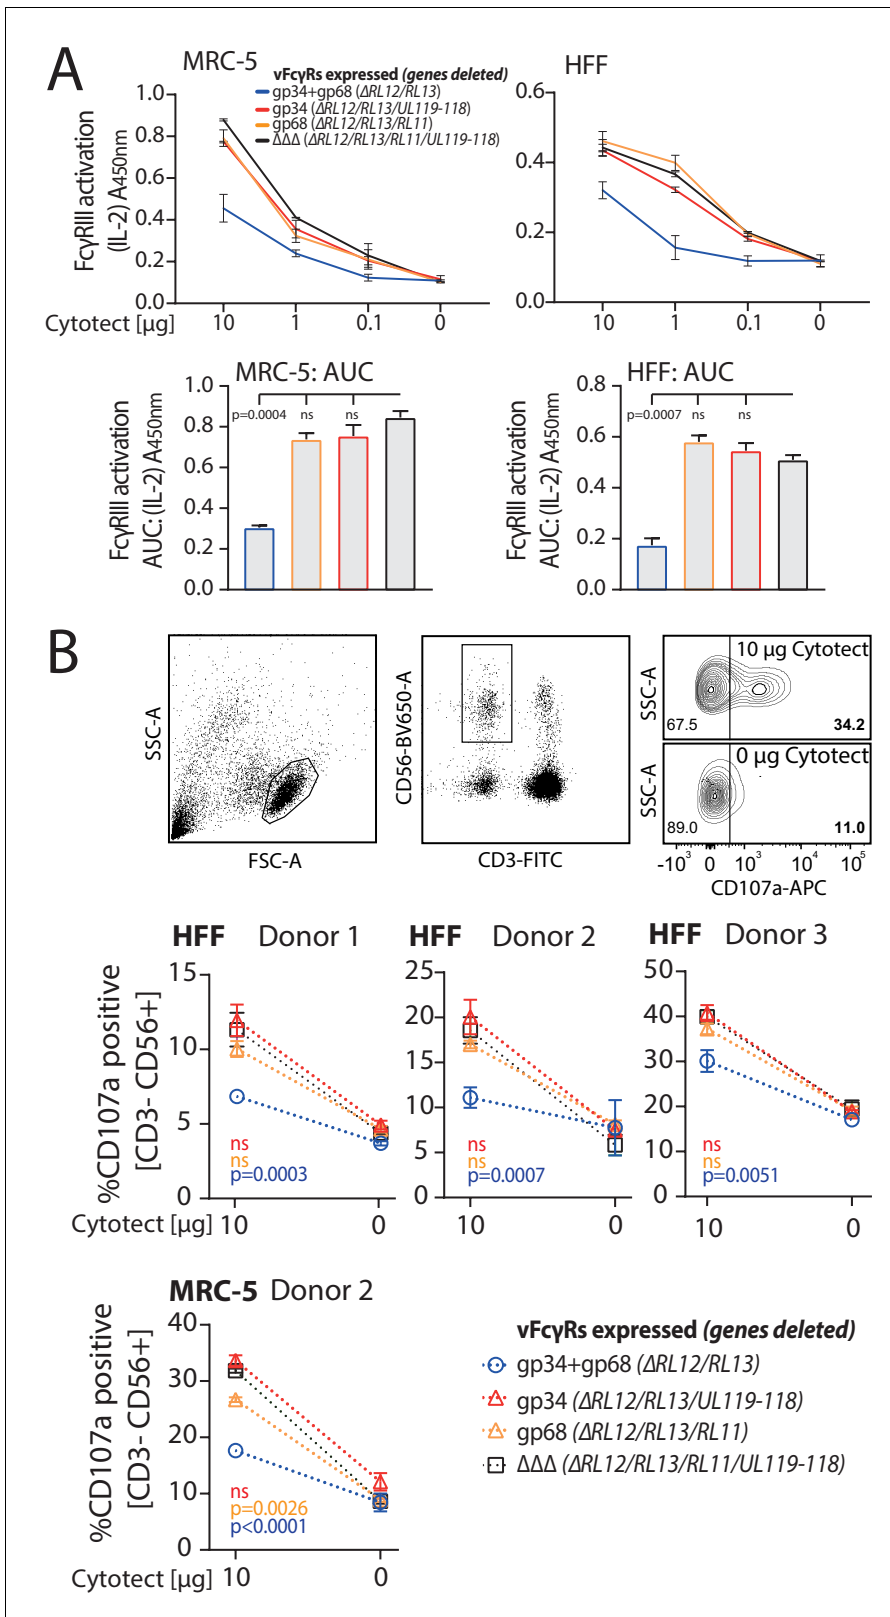 A
MRC-5
HFF
vFcγRs expressed (genes deleted)
gp34+gp68 (ΔRL12/RL13)
gp34 (ΔRL12/RL13/UL119-118)
gp68 (ΔRL12/RL13/RL11)
ΔΔΔ (ΔRL12/RL13/RL11/UL119-118)
FcγRIII activation
(IL-2) A450nm
1.0
0.8
0.6
0.4
0.2
0.0
0.6
0.4
0.2
0.0
Cytotect [µg]
10 1 0.1 0
10 1 0.1 0
MRC-5: AUC
HFF: AUC
FcγRIII activation
AUC: (IL-2) A450nm
1.0
0.8
0.6
0.4
0.2
0.0
p=0.0004 ns ns
FcγRIII activation
AUC: (IL-2) A450nm
0.8
0.6
0.4
0.2
0.0
p=0.0007 ns ns
B
SSC-A
FSC-A
CD56-BV650-A
CD3-FITC
SSC-A
10 µg Cytotect
67.5 34.2
SSC-A
0 µg Cytotect
89.0 11.0
-10³ 0 10³ 10⁴ 10⁵
CD107a-APC
HFF Donor 1
HFF Donor 2
HFF Donor 3
%CD107a positive
[CD3- CD56+]
15
10
5
0
ns
ns
p=0.0003
25
20
15
10
5
0
ns
ns
p=0.0007
50
40
30
20
10
0
ns
ns
p=0.0051
Cytotect [µg] 10 0
10 0
10 0
MRC-5 Donor 2
%CD107a positive
[CD3- CD56+]
40
30
20
10
0
ns
p=0.0026
p<0.0001
Cytotect [µg] 10 0
vFcγRs expressed (genes deleted)
gp34+gp68 (ΔRL12/RL13)
gp34 (ΔRL12/RL13/UL119-118)
gp68 (ΔRL12/RL13/RL11)
ΔΔΔ (ΔRL12/RL13/RL11/UL119-118)